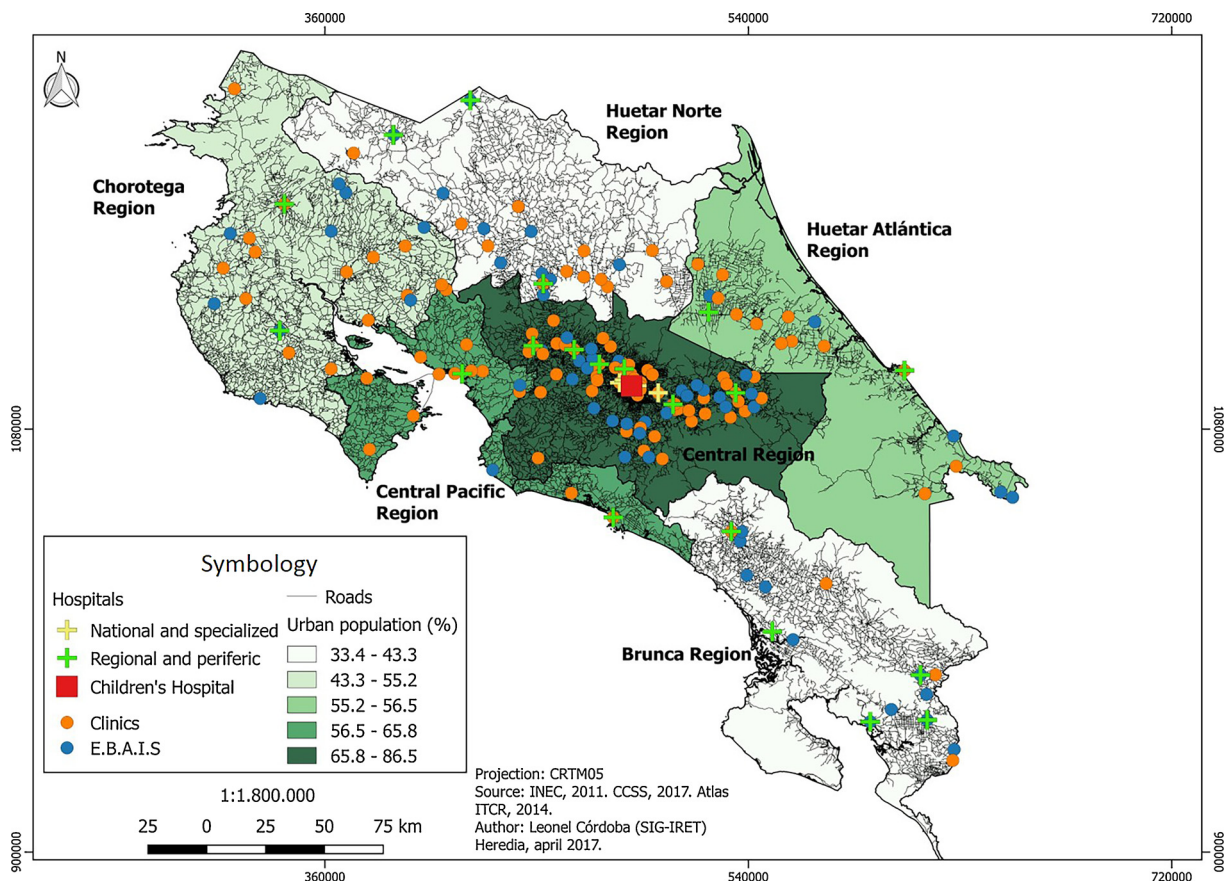 360000
540000
720000
N
Huetar Norte
Region
Chorotega
Region
Huetar Atlántica
Region
1080000
1080000
Central Region
Central Pacific
Region
Brunca Region
Symbology
Hospitals
National and specialized
Regional and periferic
Children's Hospital
Clinics
E.B.A.I.S
Roads
Urban population (%)
33.4 - 43.3
43.3 - 55.2
55.2 - 56.5
56.5 - 65.8
65.8 - 86.5
1:1.800.000
25 0 25 50 75 km
Projection: CRTM05
Source: INEC, 2011. CCSS, 2017. Atlas
ITCR, 2014.
Author: Leonel Córdoba (SIG-IRET)
Heredia, april 2017.
900000
900000
360000
540000
720000